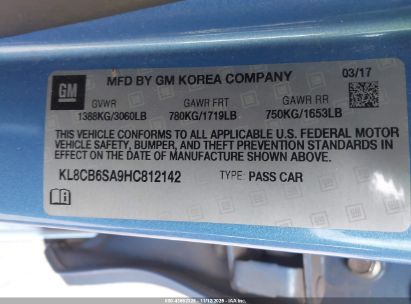 GM
MFD BY GM KOREA COMPANY 03/17
GVWR GAWR FRT GAWR RR
1388KG/3060LB 780KG/1719LB 750KG/1653LB
THIS VEHICLE CONFORMS TO ALL APPLICABLE U.S. FEDERAL MOTOR
VEHICLE SAFETY, BUMPER, AND THEFT PREVENTION STANDARDS IN
EFFECT ON THE DATE OF MANUFACTURE SHOWN ABOVE.
KL8CB6SA9HC812142 TYPE: PASS CAR